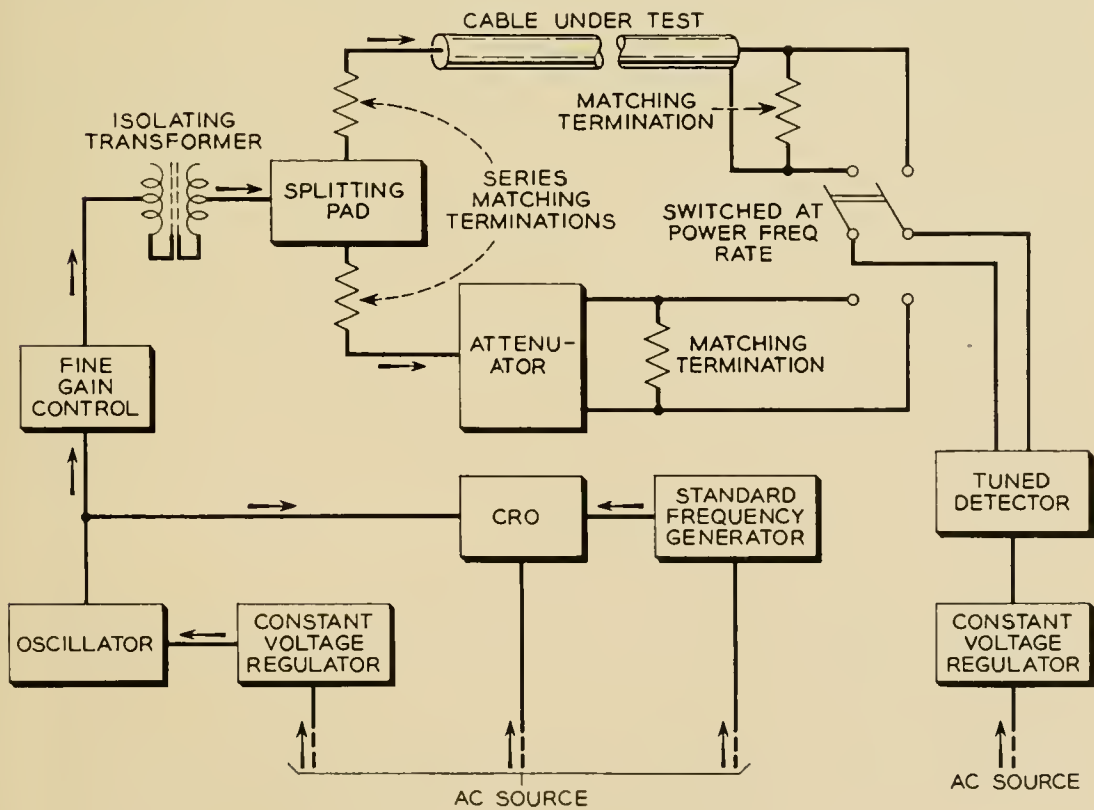 CABLE UNDER TEST
MATCHING
TERMINATION
ISOLATING
TRANSFORMER
SPLITTING
PAD
SERIES
MATCHING
TERMINATIONS
SWITCHED AT
POWER FREQ
RATE
ATTENU-
ATOR
MATCHING
TERMINATION
FINE
GAIN
CONTROL
CRO
STANDARD
FREQUENCY
GENERATOR
TUNED
DETECTOR
OSCILLATOR
CONSTANT
VOLTAGE
REGULATOR
CONSTANT
VOLTAGE
REGULATOR
AC SOURCE
AC SOURCE